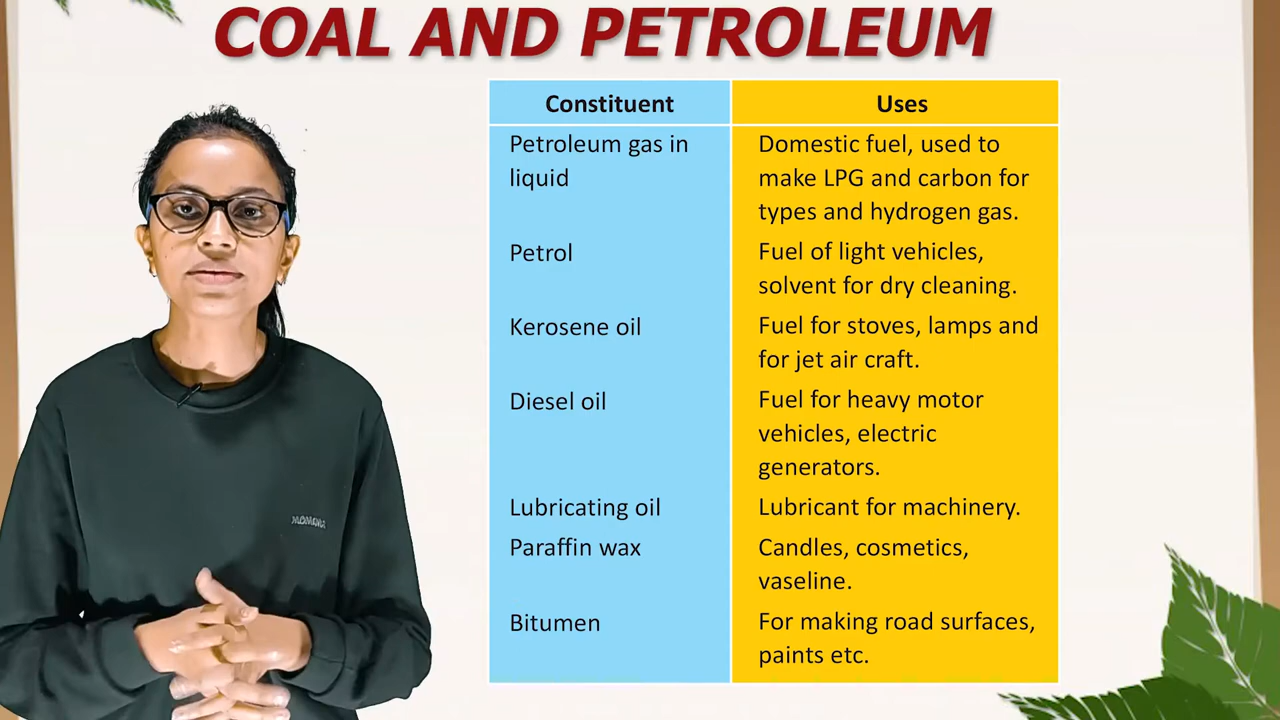 COAL AND PETROLEUM
Constituent
Uses
Petroleum gas in
liquid
Domestic fuel, used to
make LPG and carbon for
types and hydrogen gas.
Petrol
Fuel of light vehicles,
solvent for dry cleaning.
Kerosene oil
Fuel for stoves, lamps and
for jet air craft.
Diesel oil
Fuel for heavy motor
vehicles, electric
generators.
Lubricating oil
Lubricant for machinery.
Paraffin wax
Candles, cosmetics,
vaseline.
Bitumen
For making road surfaces,
paints etc.